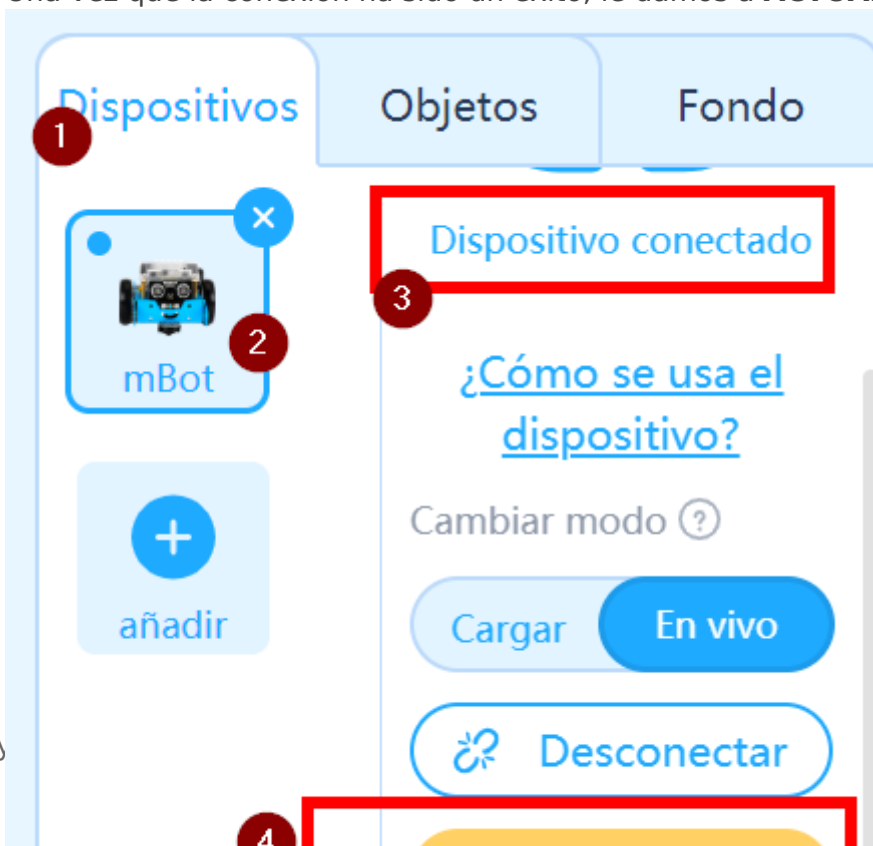 Dispositivos
Objetos
Fondo
1
Dispositivo conectado
3
mBot
2
¿Cómo se usa el
dispositivo?
Cambiar modo ?
añadir
Cargar
En vivo
Desconectar
4